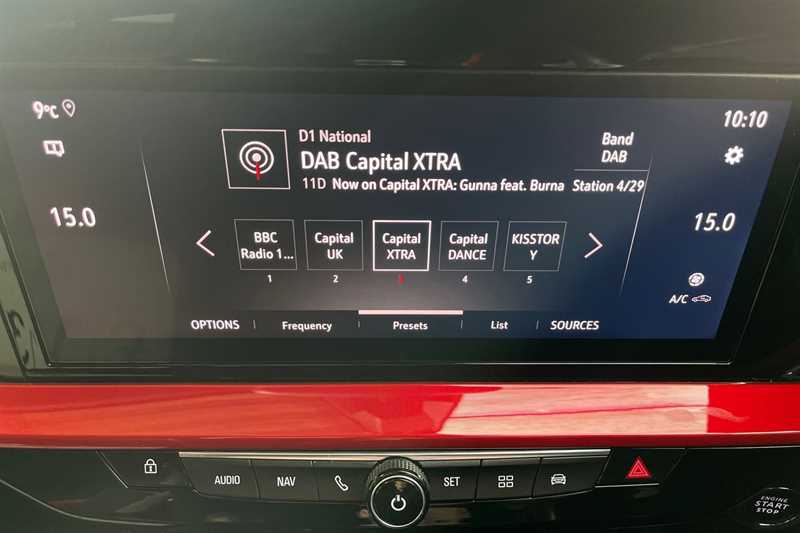 9°C
10:10
D1 National
DAB Capital XTRA
11D Now on Capital XTRA: Gunna feat. Burna
Band
DAB
Station 4/29
15.0
15.0
BBC
Radio 1...
Capital
UK
Capital
XTRA
Capital
DANCE
KISSTOR
Y
1
2
3
4
5
A/C
OPTIONS
Frequency
Presets
List
SOURCES
AUDIO
NAV
SET
ENGINE
START
STOP